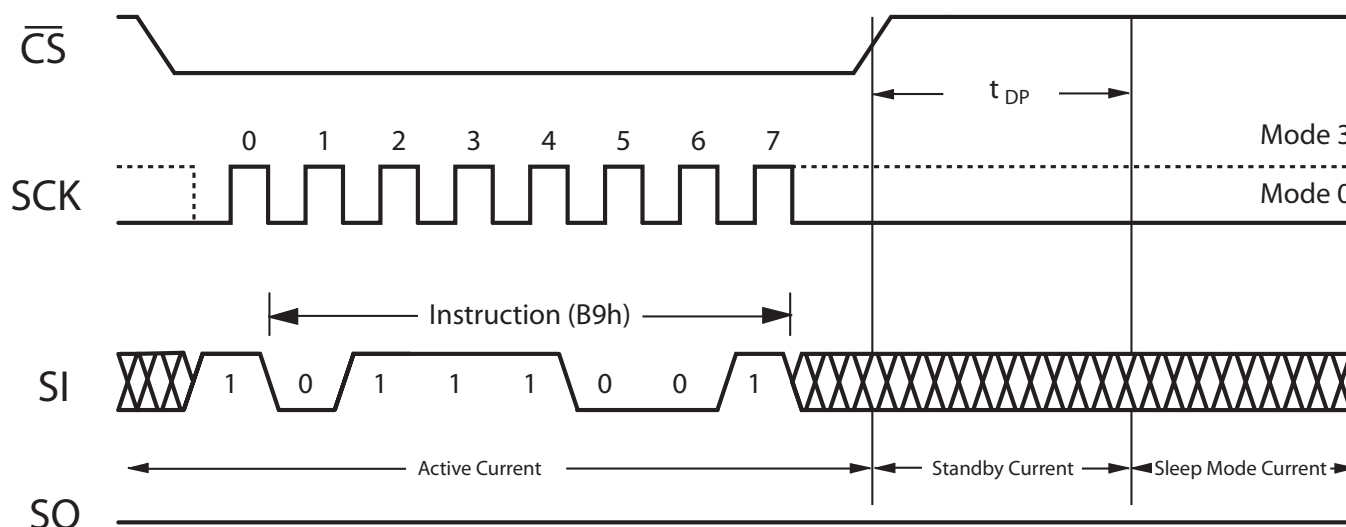 CS
t DP
0 1 2 3 4 5 6 7
Mode 3
SCK
Mode 0
Instruction (B9h)
SI
1 0 1 1 1 0 0 1
Active Current
Standby Current
Sleep Mode Current
SO